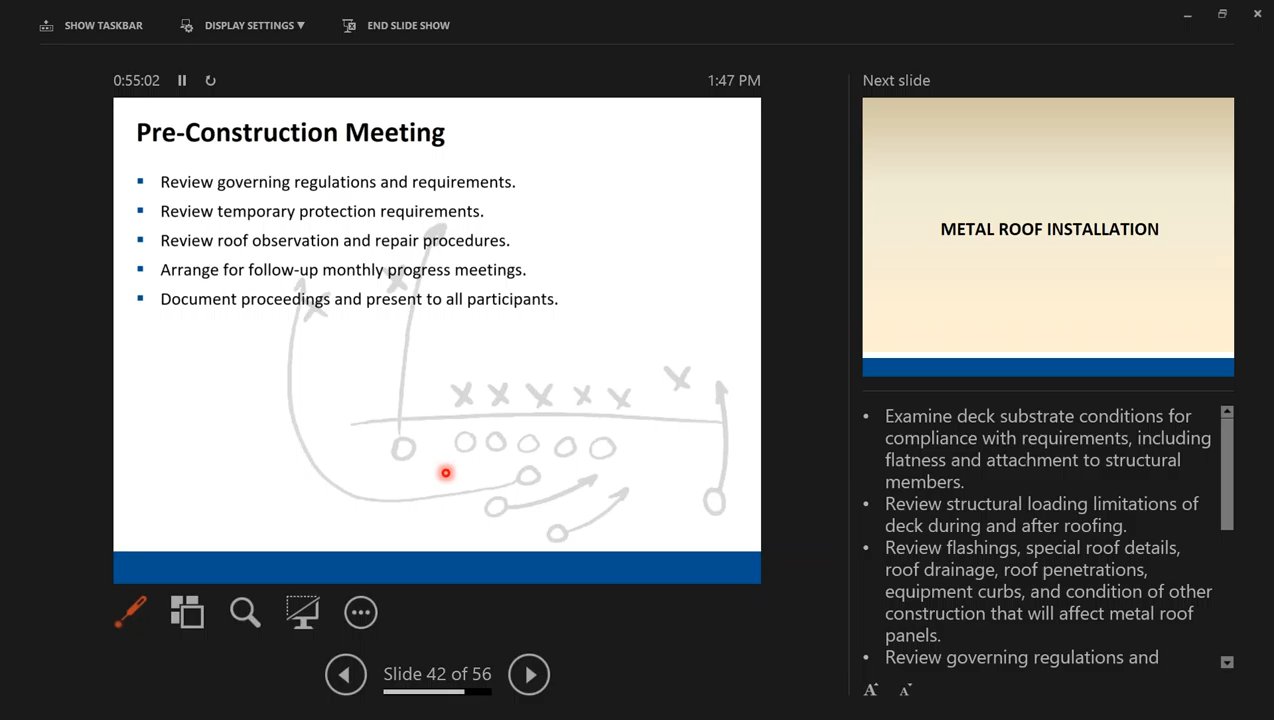 SHOW TASKBAR
DISPLAY SETTINGS ▼
END SLIDE SHOW
0:55:02
1:47 PM
Next slide
Pre-Construction Meeting
▪ Review governing regulations and requirements.
▪ Review temporary protection requirements.
▪ Review roof observation and repair procedures.
▪ Arrange for follow-up monthly progress meetings.
▪ Document proceedings and present to all participants.
METAL ROOF INSTALLATION
• Examine deck substrate conditions for
compliance with requirements, including
flatness and attachment to structural
members.
• Review structural loading limitations of
deck during and after roofing.
• Review flashings, special roof details,
roof drainage, roof penetrations,
equipment curbs, and condition of other
construction that will affect metal roof
panels.
• Review governing regulations and
Slide 42 of 56
A A